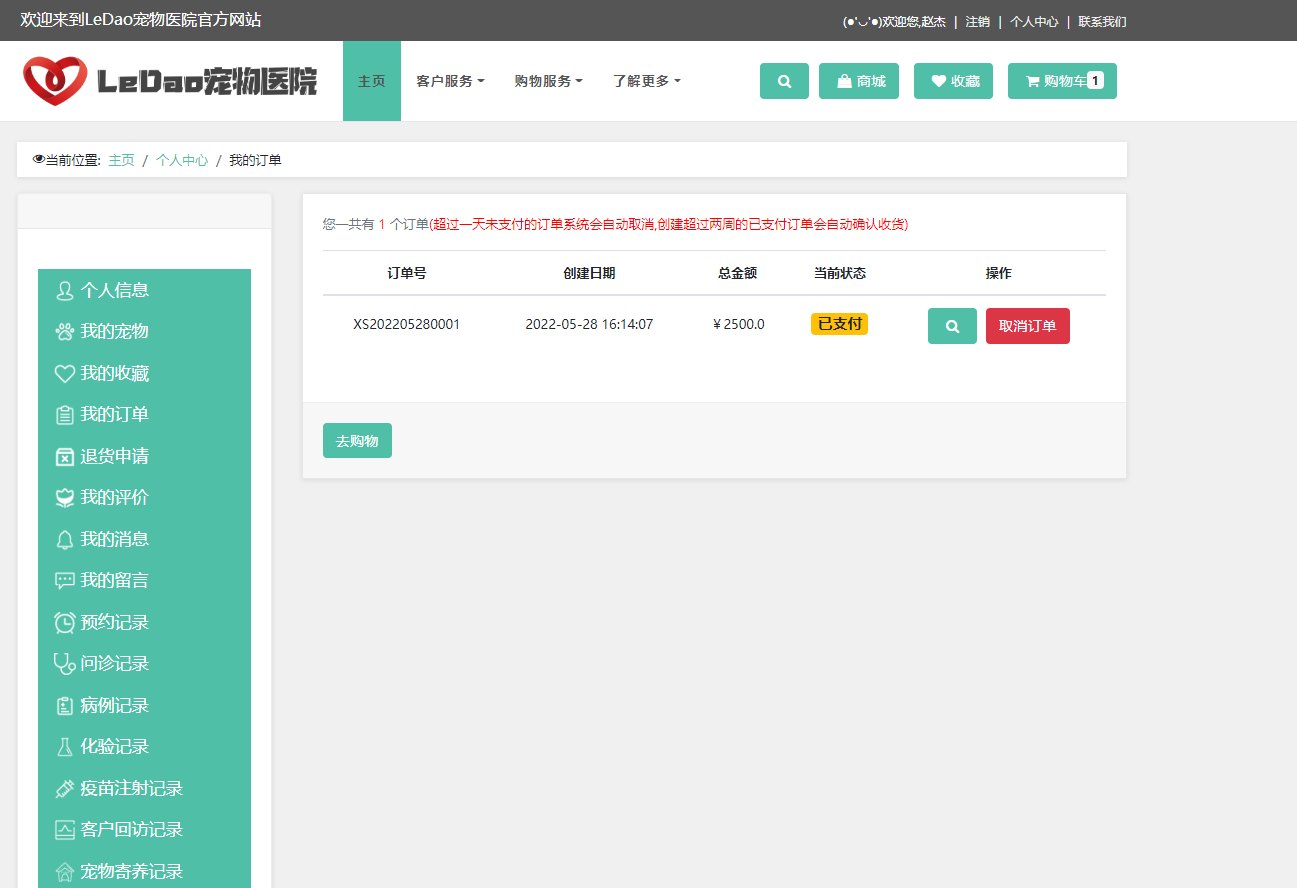 欢迎来到LeDao宠物医院官方网站
(●'◡'●)欢迎您,赵杰 | 注销 | 个人中心 | 联系我们
LeDao宠物医院
主页 客户服务 购物服务 了解更多 商城 收藏 购物车1
当前位置: 主页 / 个人中心 / 我的订单
您一共有 1 个订单(超过一天未支付的订单系统会自动取消,创建超过两周的已支付订单会自动确认收货)
订单号 创建日期 总金额 当前状态 操作
XS202205280001 2022-05-28 16:14:07 ¥2500.0 已支付 取消订单
去购物
个人信息
我的宠物
我的收藏
我的订单
退货申请
我的评价
我的消息
我的留言
预约记录
问诊记录
病例记录
化验记录
疫苗注射记录
客户回访记录
宠物寄养记录